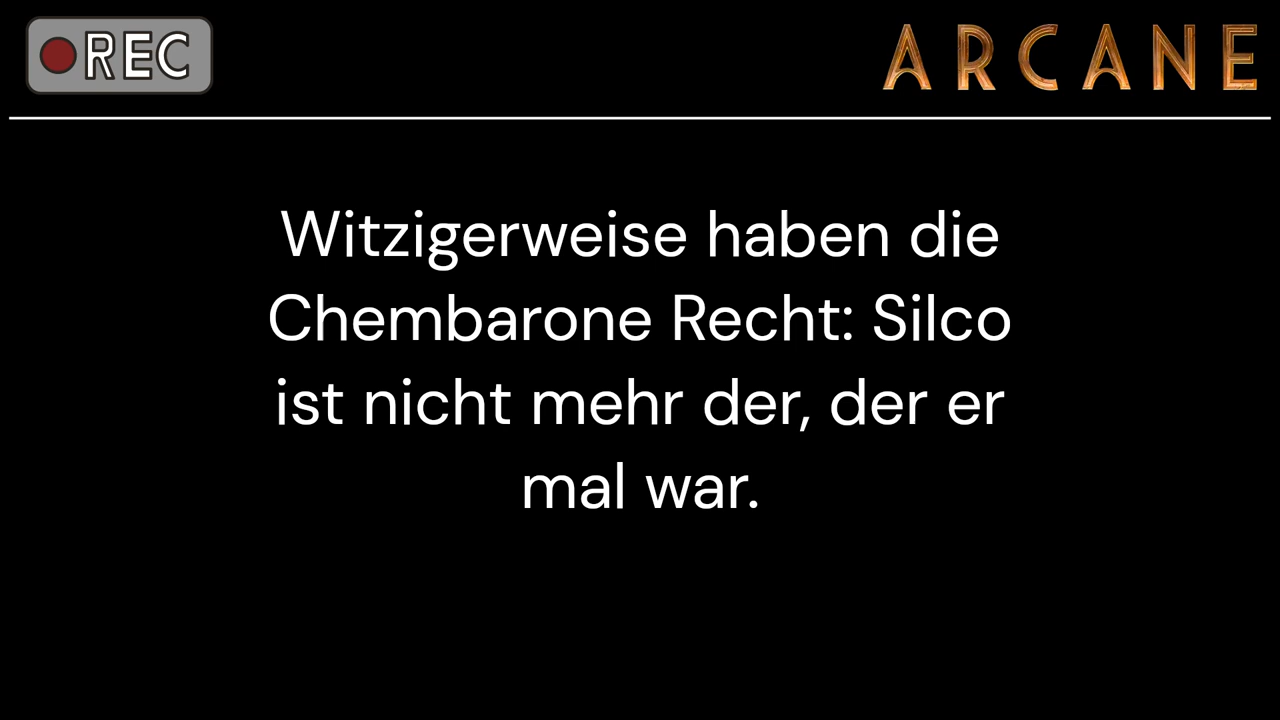 REC
ARCANE
Witzigerweise haben die
Chembarone Recht: Silco
ist nicht mehr der, der er
mal war.